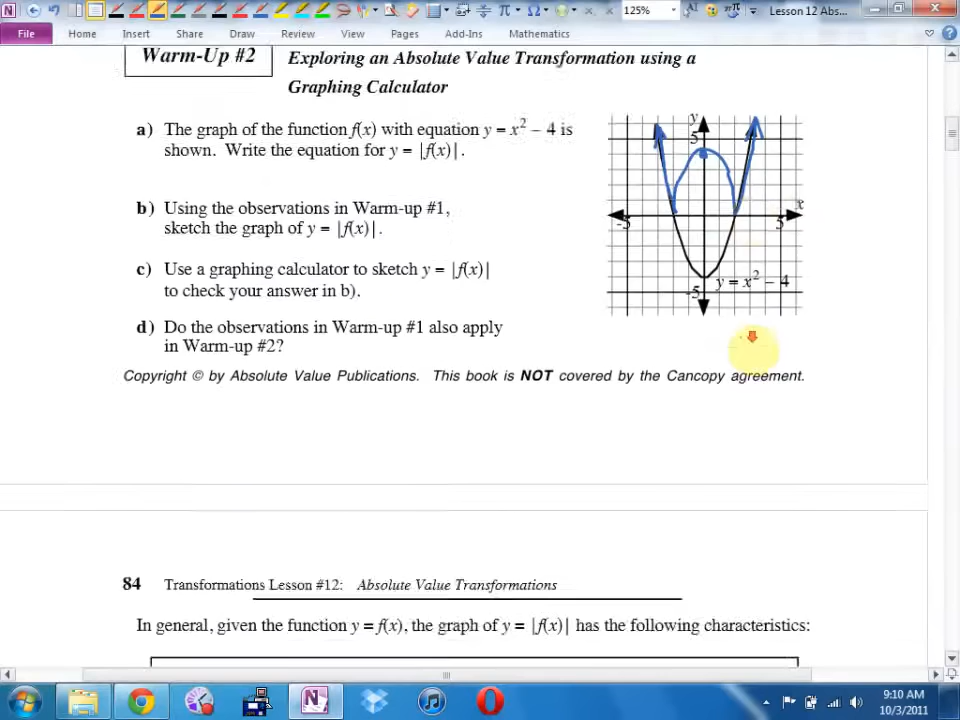 125%
Lesson 12 Abs...
File Home Insert Share Draw Review View Pages Add-Ins Mathematics
Warm-Up #2
Exploring an Absolute Value Transformation using a
Graphing Calculator
a) The graph of the function f(x) with equation y = x² – 4 is
shown. Write the equation for y = |f(x)|.
b) Using the observations in Warm-up #1,
sketch the graph of y = |f(x)|.
c) Use a graphing calculator to sketch y = |f(x)|
to check your answer in b).
d) Do the observations in Warm-up #1 also apply
in Warm-up #2?
y
5
x
-5
5
y = x² – 4
-5
Copyright © by Absolute Value Publications. This book is NOT covered by the Cancopy agreement.
84 Transformations Lesson #12: Absolute Value Transformations
In general, given the function y = f(x), the graph of y = |f(x)| has the following characteristics:
9:10 AM
10/3/2011